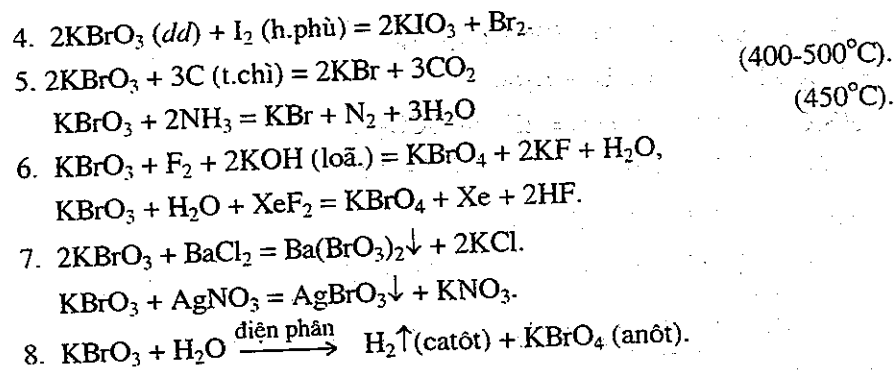 4. 2KBrO₃ (dd) + I₂ (h.phù) = 2KIO₃ + Br₂.
5. 2KBrO₃ + 3C (t.chì) = 2KBr + 3CO₂ (400-500°C).
KBrO₃ + 2NH₃ = KBr + N₂ + 3H₂O (450°C).
6. KBrO₃ + F₂ + 2KOH (loã.) = KBrO₄ + 2KF + H₂O,
KBrO₃ + H₂O + XeF₂ = KBrO₄ + Xe + 2HF.
7. 2KBrO₃ + BaCl₂ = Ba(BrO₃)₂↓ + 2KCl.
KBrO₃ + AgNO₃ = AgBrO₃↓ + KNO₃.
8. KBrO₃ + H₂O điện phân → H₂↑(catôt) + KBrO₄ (anôt).